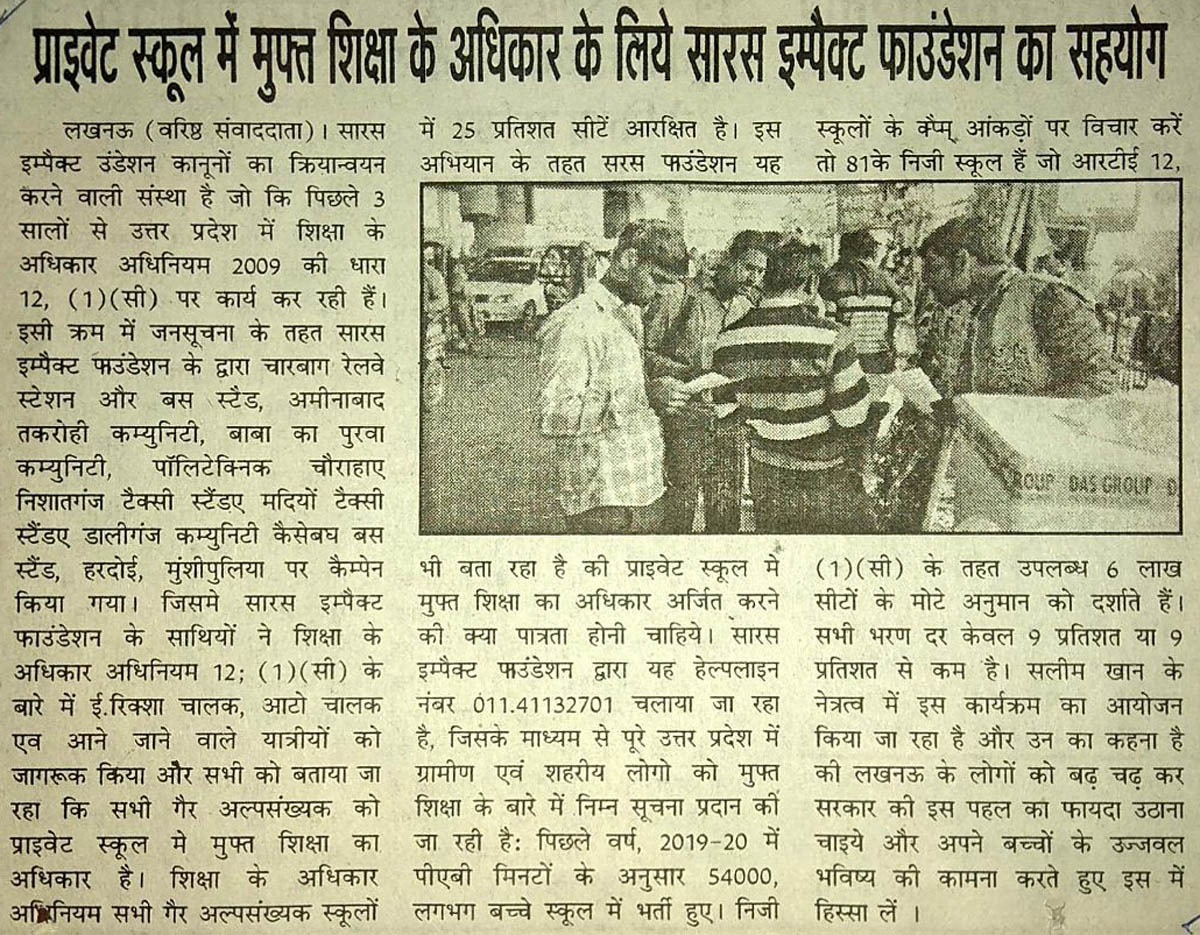 प्राइवेट स्कूल में मुफ्त शिक्षा के अधिकार के लिये सारस इम्पैक्ट फाउंडेशन का सहयोग
लखनऊ (वरिष्ठ संवाददाता)। सारस
इम्पैक्ट उंडेशन कानूनों का क्रियान्वयन
करने वाली संस्था है जो कि पिछले 3
सालों से उत्तर प्रदेश में शिक्षा के
अधिकार अधिनियम 2009 की धारा
12, (1)(सी) पर कार्य कर रही हैं।
इसी क्रम में जनसूचना के तहत सारस
इम्पैक्ट फाउंडेशन के द्वारा चारबाग रेलवे
स्टेशन और बस स्टैड, अमीनाबाद
तकरोही कम्युनिटी, बाबा का पुरवा
कम्युनिटी, पॉलिटेक्निक चौराहाए
निशातगंज टैक्सी स्टैंडए मदियों टैक्सी
स्टैंडए डालीगंज कम्युनिटी कैसेबघ बस
स्टैंड, हरदोई, मुंशीपुलिया पर कैम्पेन
किया गया। जिसमे सारस इम्पैक्ट
फाउंडेशन के साथियों ने शिक्षा के
अधिकार अधिनियम 12; (1)(सी) के
बारे में ई.रिक्शा चालक, आटो चालक
एव आने जाने वाले यात्रीयों को
जागरूक किया और सभी को बताया जा
रहा कि सभी गैर अल्पसंख्यक को
प्राइवेट स्कूल मे मुफ्त शिक्षा का
अधिकार है। शिक्षा के अधिकार
अधिनियम सभी गैर अल्पसंख्यक स्कूलों
में 25 प्रतिशत सीटें आरक्षित है। इस
अभियान के तहत सरस फाउंडेशन यह
भी बता रहा है की प्राइवेट स्कूल मे
मुफ्त शिक्षा का अधिकार अर्जित करने
की क्या पात्रता होनी चाहिये। सारस
इम्पैक्ट फाउंडेशन द्वारा यह हेल्पलाइन
नंबर 011.41132701 चलाया जा रहा
है, जिसके माध्यम से पूरे उत्तर प्रदेश में
ग्रामीण एवं शहरीय लोगो को मुफ्त
शिक्षा के बारे में निम्न सूचना प्रदान की
जा रही है: पिछले वर्ष, 2019-20 में
पीएबी मिनटों के अनुसार 54000,
लगभग बच्चे स्कूल में भर्ती हुए। निजी
स्कूलों के क्पैम् आंकड़ों पर विचार करें
तो 81के निजी स्कूल हैं जो आरटीई 12,
ROUP DAS GROUP D
(1)(सी) के तहत उपलब्ध 6 लाख
सीटों के मोटे अनुमान को दर्शाते हैं।
सभी भरण दर केवल 9 प्रतिशत या 9
प्रतिशत से कम है। सलीम खान के
नेत्रत्व में इस कार्यक्रम का आयोजन
किया जा रहा है और उन का कहना है
की लखनऊ के लोगों को बढ़ चढ़ कर
सरकार की इस पहल का फायदा उठाना
चाइये और अपने बच्चों के उज्जवल
भविष्य की कामना करते हुए इस में
हिस्सा लें ।